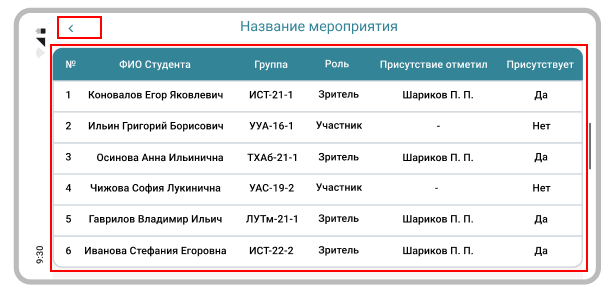 Название мероприятия
№ ФИО Студента Группа Роль Присутствие отметил Присутствует
1 Коновалов Егор Яковлевич ИСТ-21-1 Зритель Шариков П. П. Да
2 Ильин Григорий Борисович УУА-16-1 Участник - Нет
3 Осинова Анна Ильинична ТХАб-21-1 Зритель Шариков П. П. Да
4 Чижова София Лукинична УАС-19-2 Участник - Нет
5 Гаврилов Владимир Ильич ЛУТм-21-1 Зритель Шариков П. П. Да
6 Иванова Стефания Егоровна ИСТ-22-2 Зритель Шариков П. П. Да
9:30